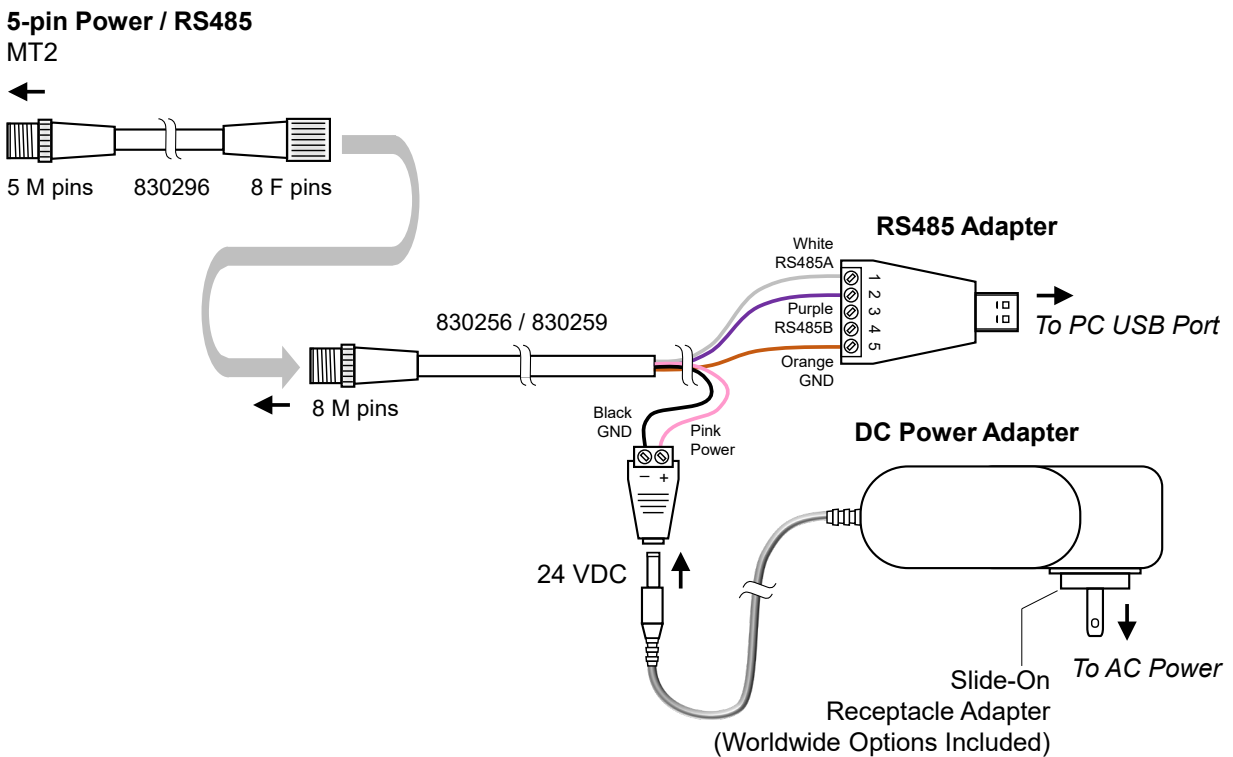 5-pin Power / RS485
MT2
5 M pins
830296
8 F pins
RS485 Adapter
White
RS485A
1
2
3
4
5
Purple
RS485B
Orange
GND
To PC USB Port
830256 / 830259
8 M pins
Black
GND
Pink
Power
− +
DC Power Adapter
24 VDC
To AC Power
Slide-On
Receptacle Adapter
(Worldwide Options Included)